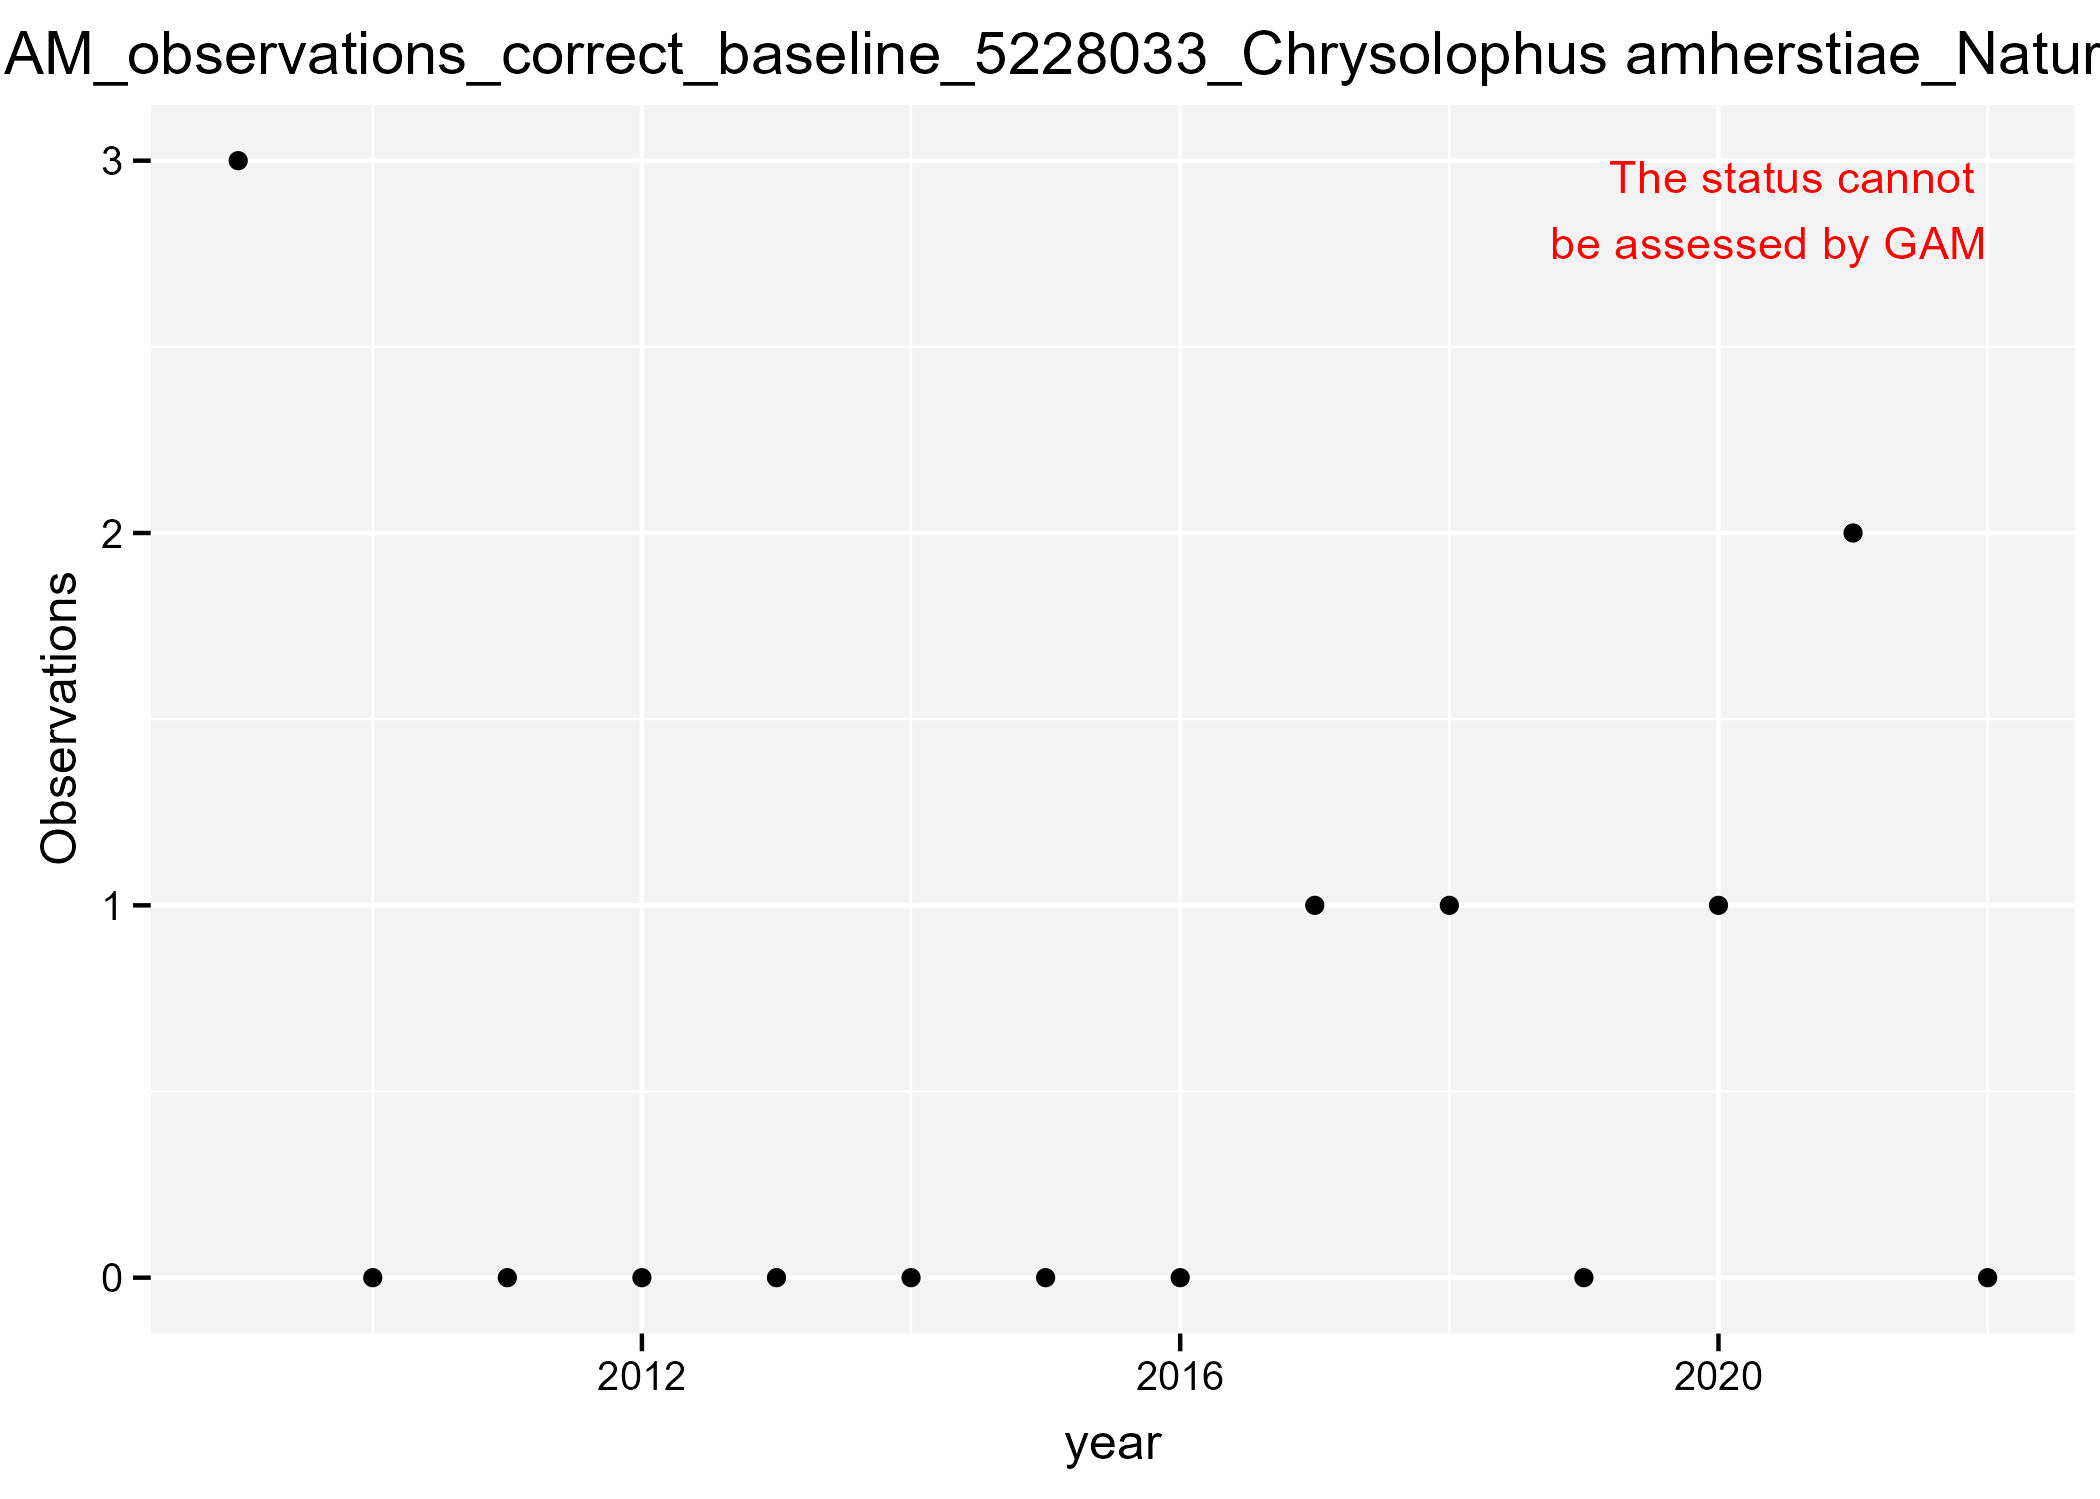 AM_observations_correct_baseline_5228033_Chrysolophus amherstiae_Natur
3
The status cannot
be assessed by GAM
2
Observations
1
0
2012 2016 2020
year